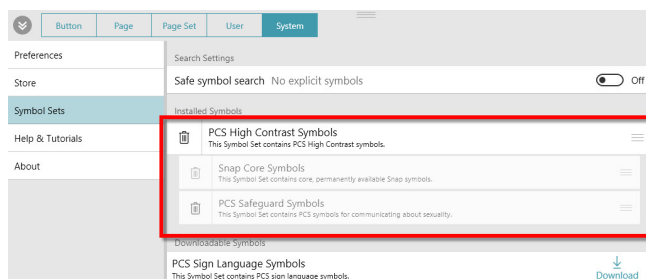 Button Page Page Set User System
Preferences
Store
Symbol Sets
Help & Tutorials
About
Search Settings
Safe symbol search No explicit symbols Off
Installed Symbols
PCS High Contrast Symbols
This Symbol Set contains PCS High Contrast symbols.
Snap Core Symbols
This Symbol Set contains core, permanently available Snap symbols.
PCS Safeguard Symbols
This Symbol Set contains PCS symbols for communicating about sexuality.
Downloadable Symbols
PCS Sign Language Symbols
This Symbol Set contains PCS sign language symbols.
Download